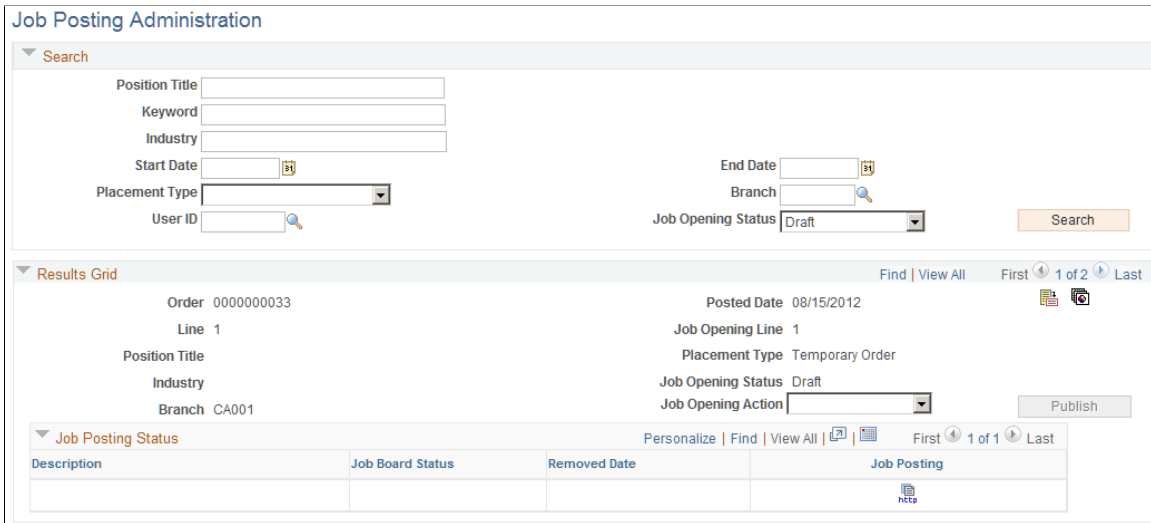 Job Posting Administration
Search
Position Title
Keyword
Industry
Start Date 31 End Date 31
Placement Type Branch
User ID Job Opening Status Draft Search
Results Grid Find | View All First 1 of 2 Last
Order 0000000033 Posted Date 08/15/2012
Line 1 Job Opening Line 1
Position Title Placement Type Temporary Order
Industry Job Opening Status Draft
Branch CA001 Job Opening Action Publish
Job Posting Status Personalize | Find | View All | | First 1 of 1 Last
Description Job Board Status Removed Date Job Posting
http